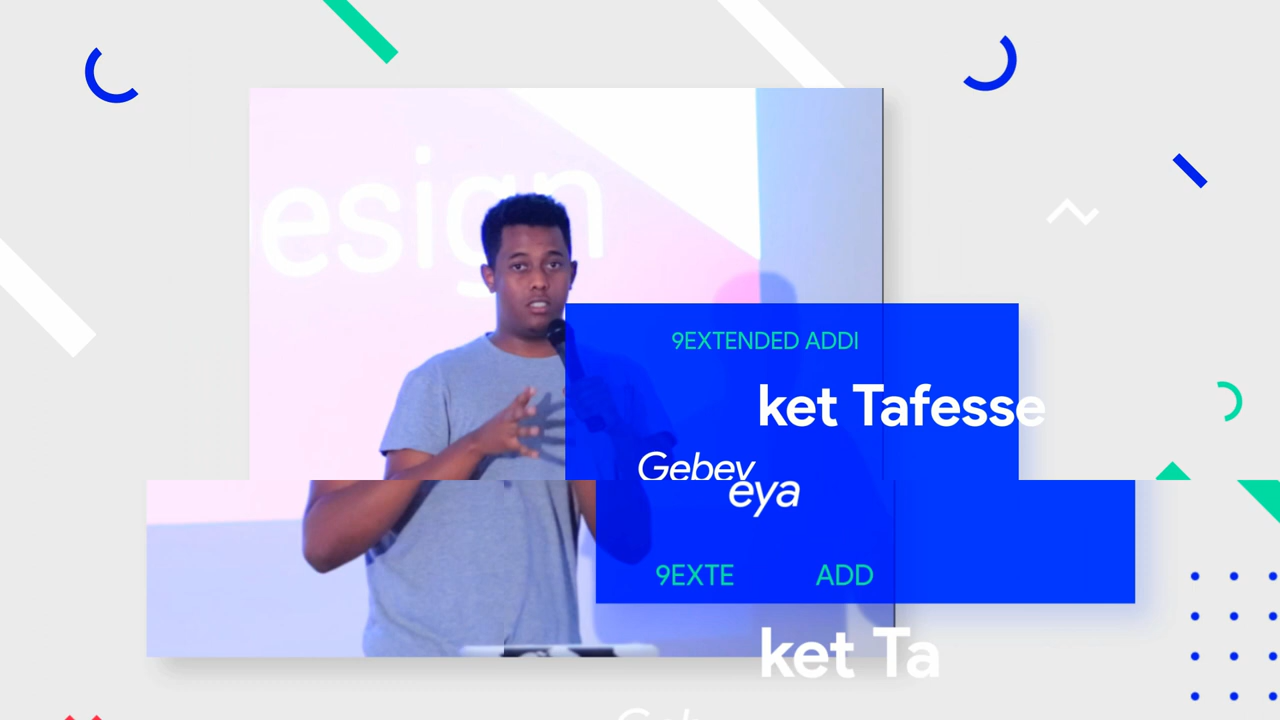 esign
9EXTENDED ADDI
ket Tafesse
Gebey
eya
9EXTE ADD
ket Ta